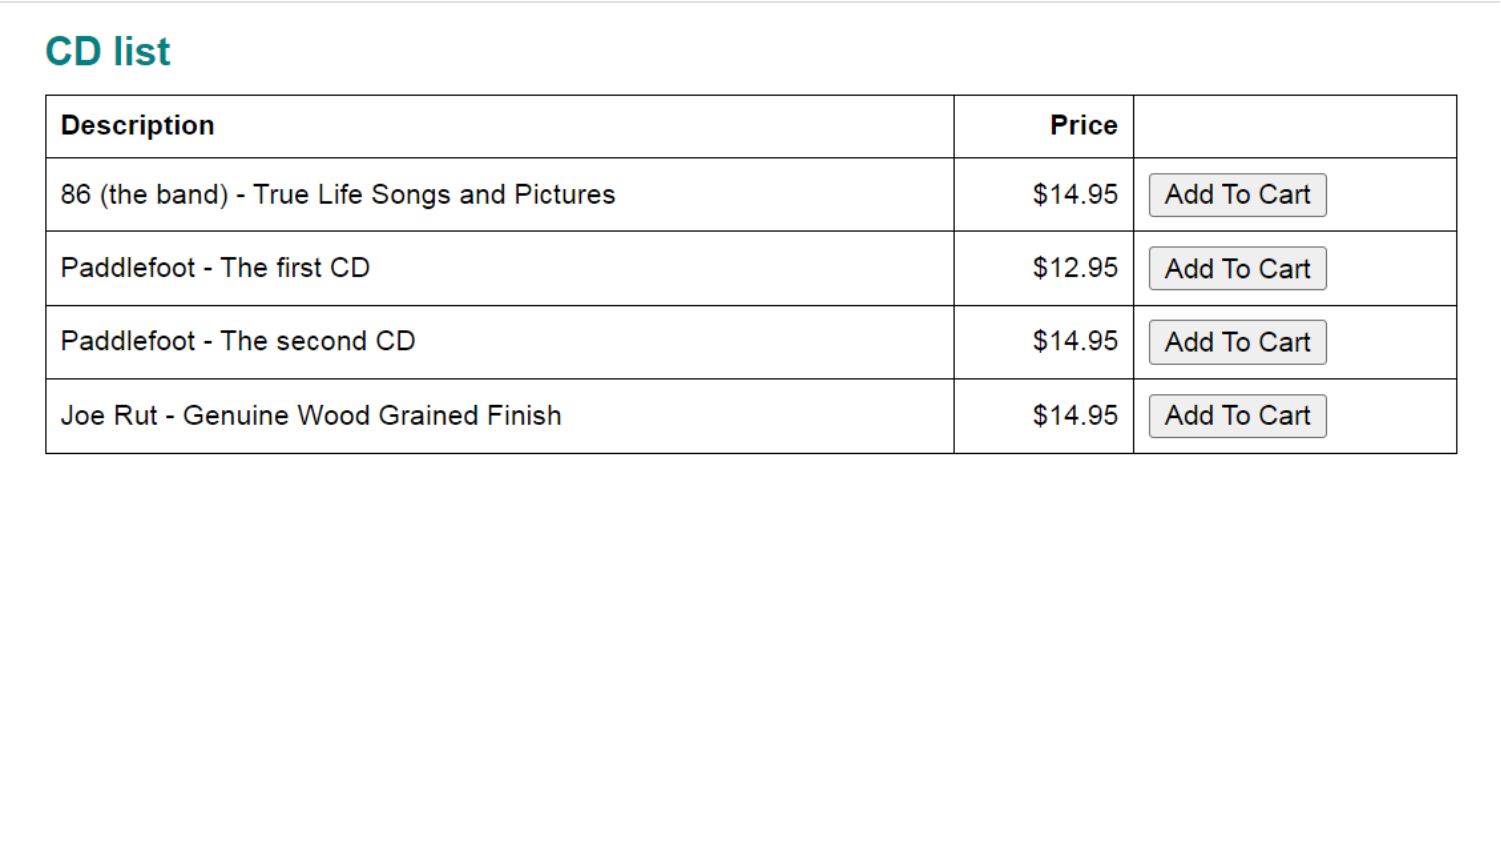 CD list
Description Price
86 (the band) - True Life Songs and Pictures $14.95 Add To Cart
Paddlefoot - The first CD $12.95 Add To Cart
Paddlefoot - The second CD $14.95 Add To Cart
Joe Rut - Genuine Wood Grained Finish $14.95 Add To Cart